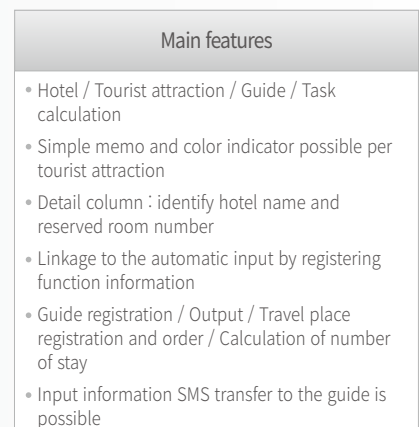 Main features
• Hotel / Tourist attraction / Guide / Task
calculation
• Simple memo and color indicator possible per
tourist attraction
• Detail column : identify hotel name and
reserved room number
• Linkage to the automatic input by registering
function information
• Guide registration / Output / Travel place
registration and order / Calculation of number
of stay
• Input information SMS transfer to the guide is
possible